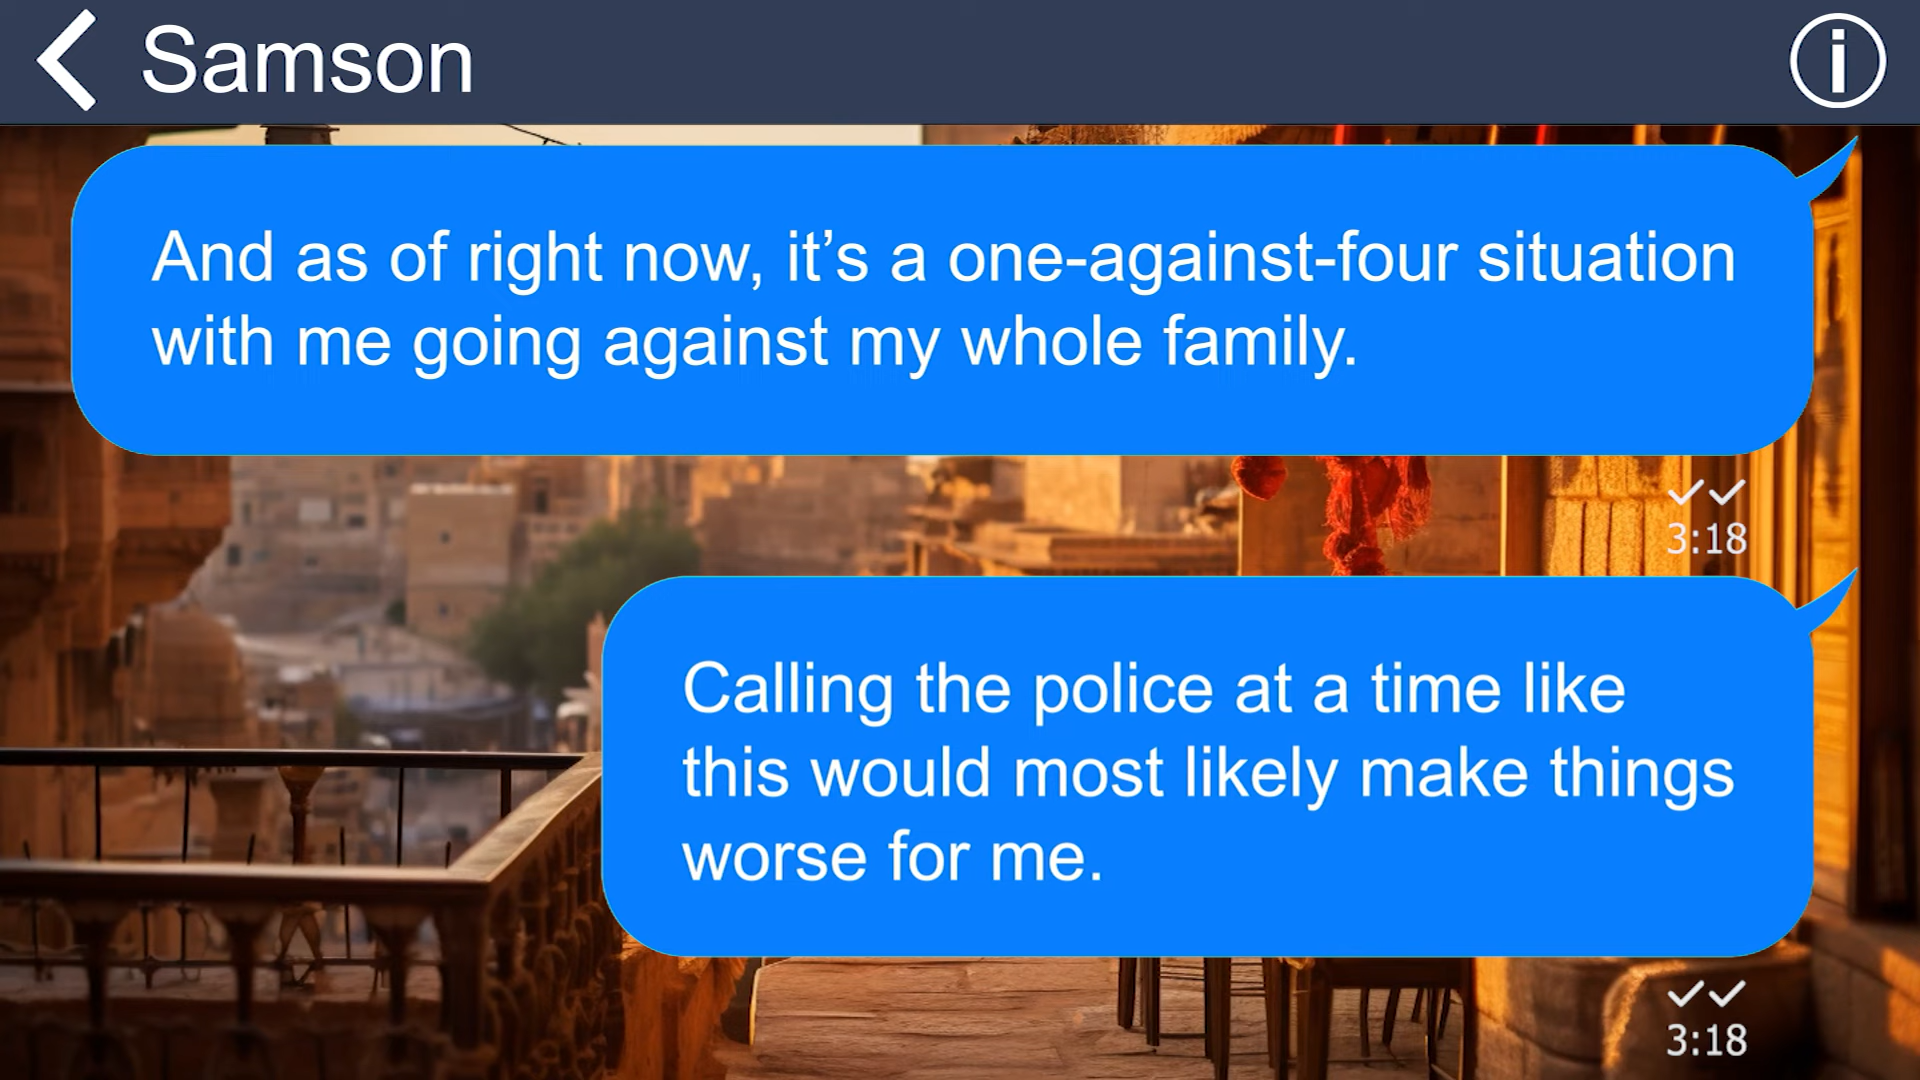 Samson
And as of right now, it’s a one-against-four situation
with me going against my whole family.
3:18
Calling the police at a time like
this would most likely make things
worse for me.
3:18